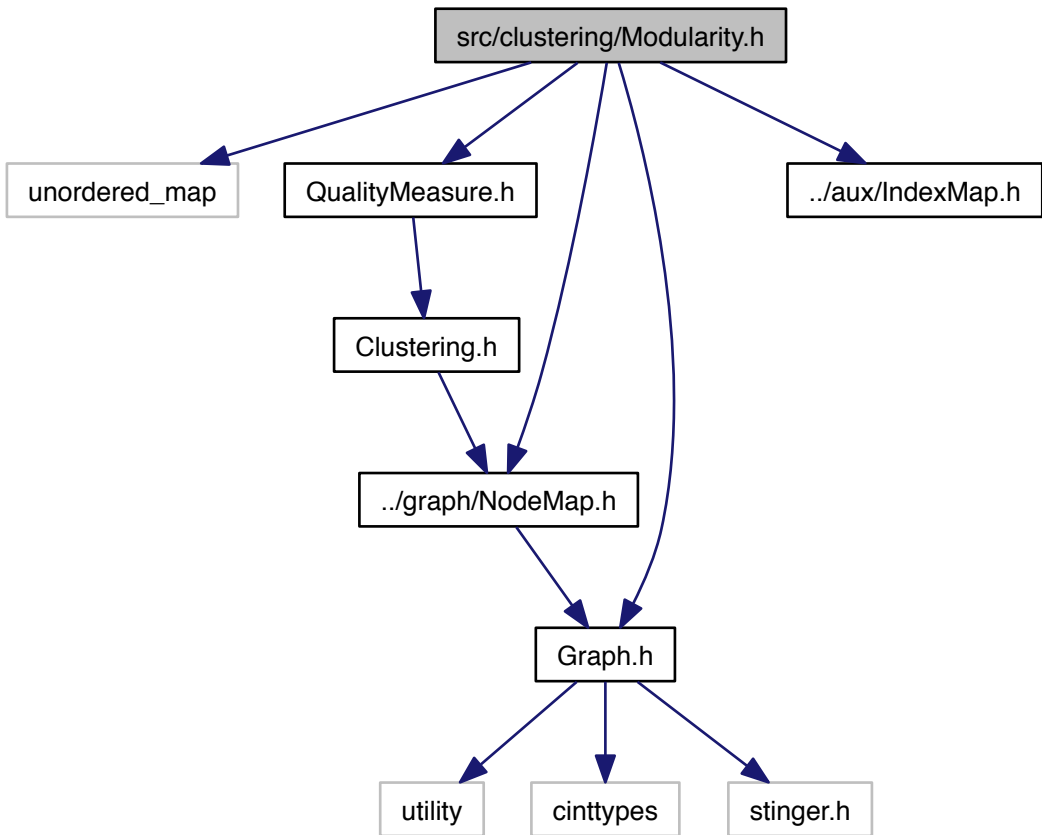 src/clustering/Modularity.h
unordered_map
QualityMeasure.h
../aux/IndexMap.h
Clustering.h
../graph/NodeMap.h
Graph.h
utility
cinttypes
stinger.h